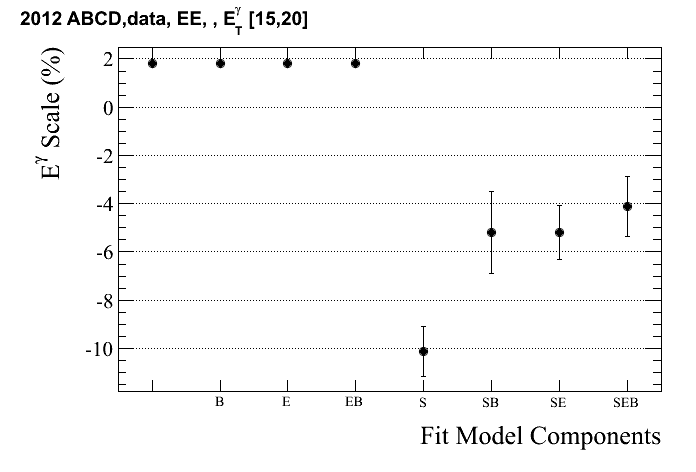 2012 ABCD,data, EE, , E_T^γ [15,20]
E^γ Scale (%)
2
0
-2
-4
-6
-8
-10
B E EB S SB SE SEB
Fit Model Components